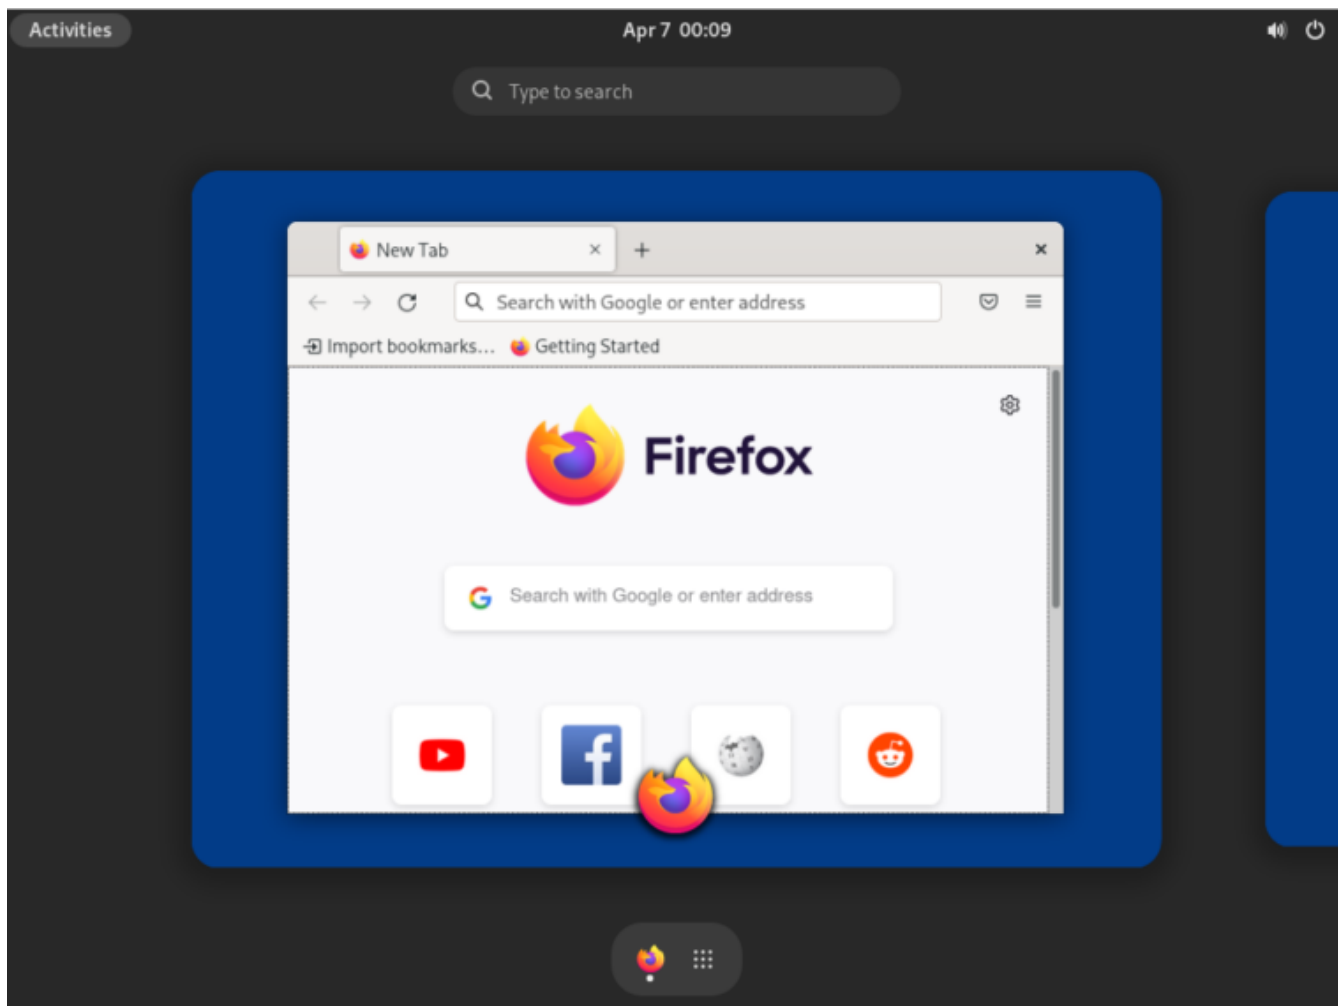 Activities
Apr 7 00:09
Type to search
New Tab
Search with Google or enter address
Import bookmarks...
Getting Started
Firefox
Search with Google or enter address